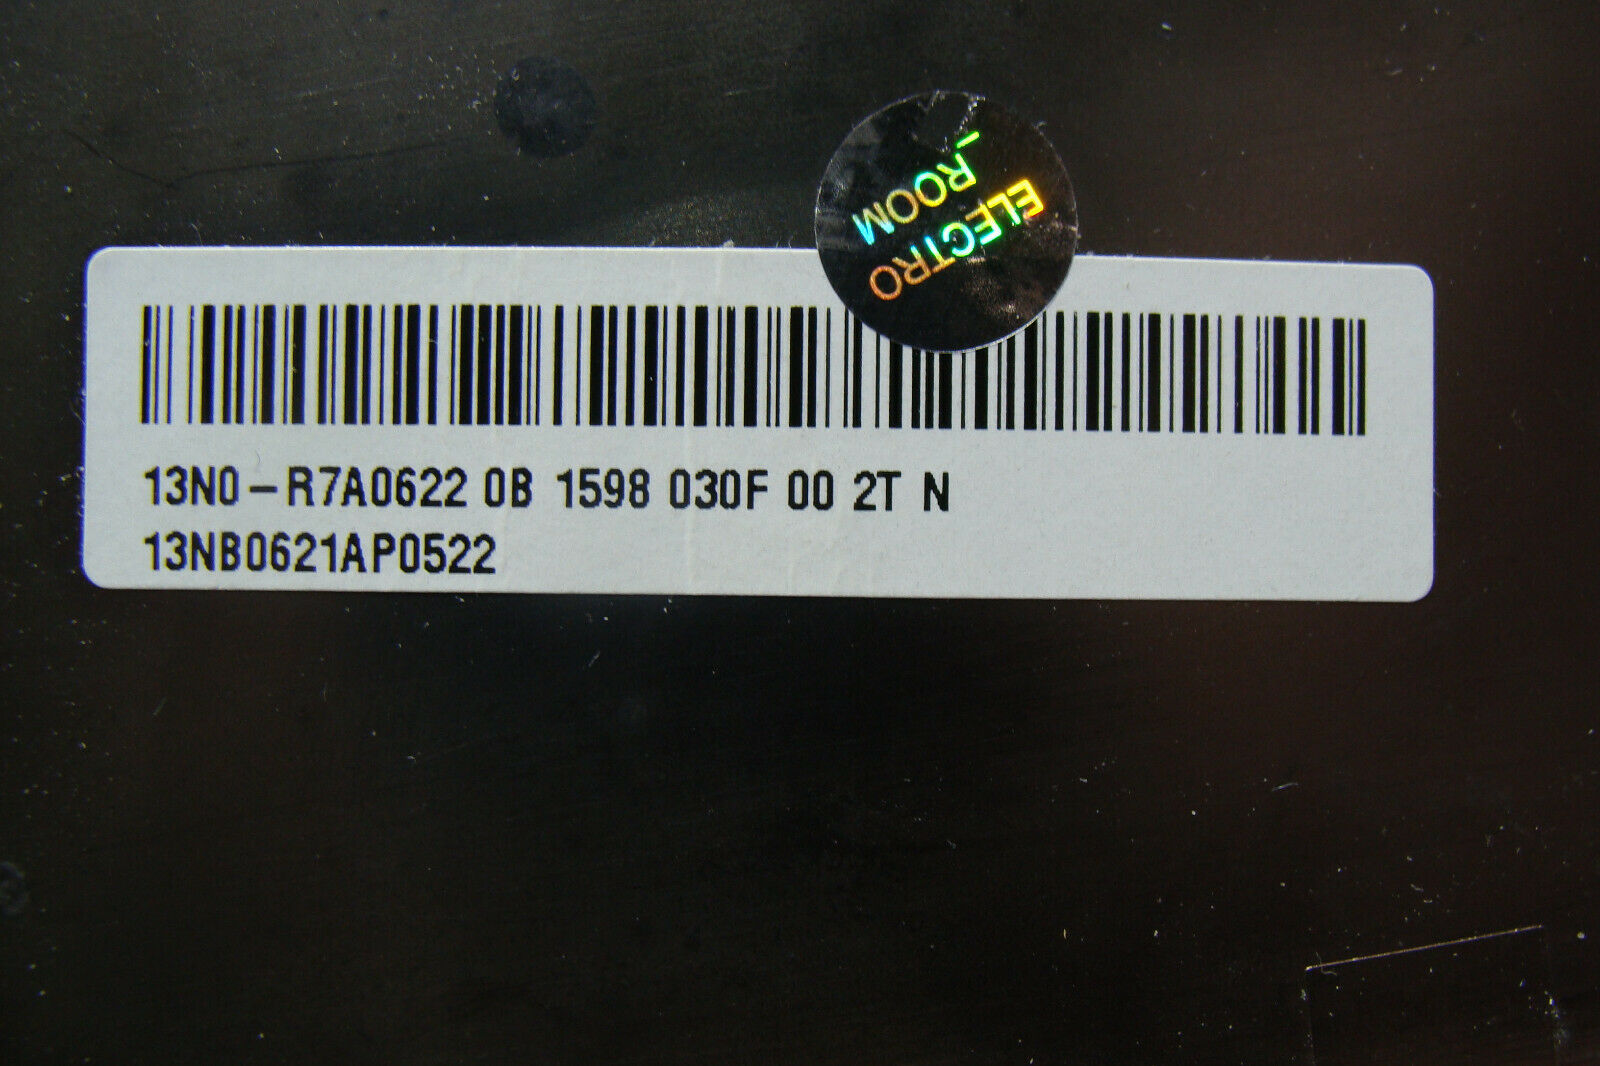 ELECTRO
_ROOM
13N0-R7A0622 0B 1598 030F 00 2T N
13NB0621AP0522